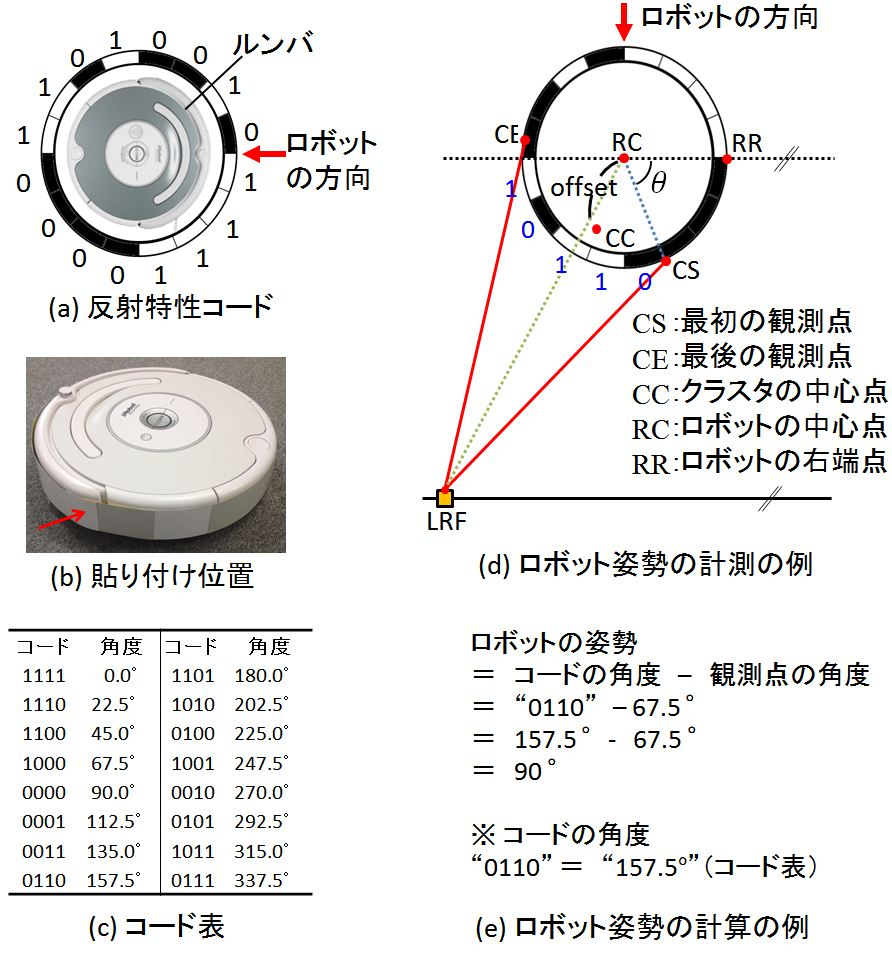 0
1
0
0
1
0
1
1
1
1
0
0
0
0
1
1
ルンバ
ロボット
の方向
(a) 反射特性コード
(b) 貼り付け位置
コード 角度 コード 角度
1111 0.0° 1101 180.0°
1110 22.5° 1010 202.5°
1100 45.0° 0100 225.0°
1000 67.5° 1001 247.5°
0000 90.0° 0010 270.0°
0001 112.5° 0101 292.5°
0011 135.0° 1011 315.0°
0110 157.5° 0111 337.5°
(c) コード表
ロボットの方向
CE
RC
RR
offset
θ
CC
CS
1
0
1
1
0
CS:最初の観測点
CE:最後の観測点
CC:クラスタの中心点
RC:ロボットの中心点
RR:ロボットの右端点
LRF
(d) ロボット姿勢の計測の例
ロボットの姿勢
= コードの角度 – 観測点の角度
= “0110” – 67.5°
= 157.5° - 67.5°
= 90°
※ コードの角度
“0110” = “157.5°”(コード表)
(e) ロボット姿勢の計算の例